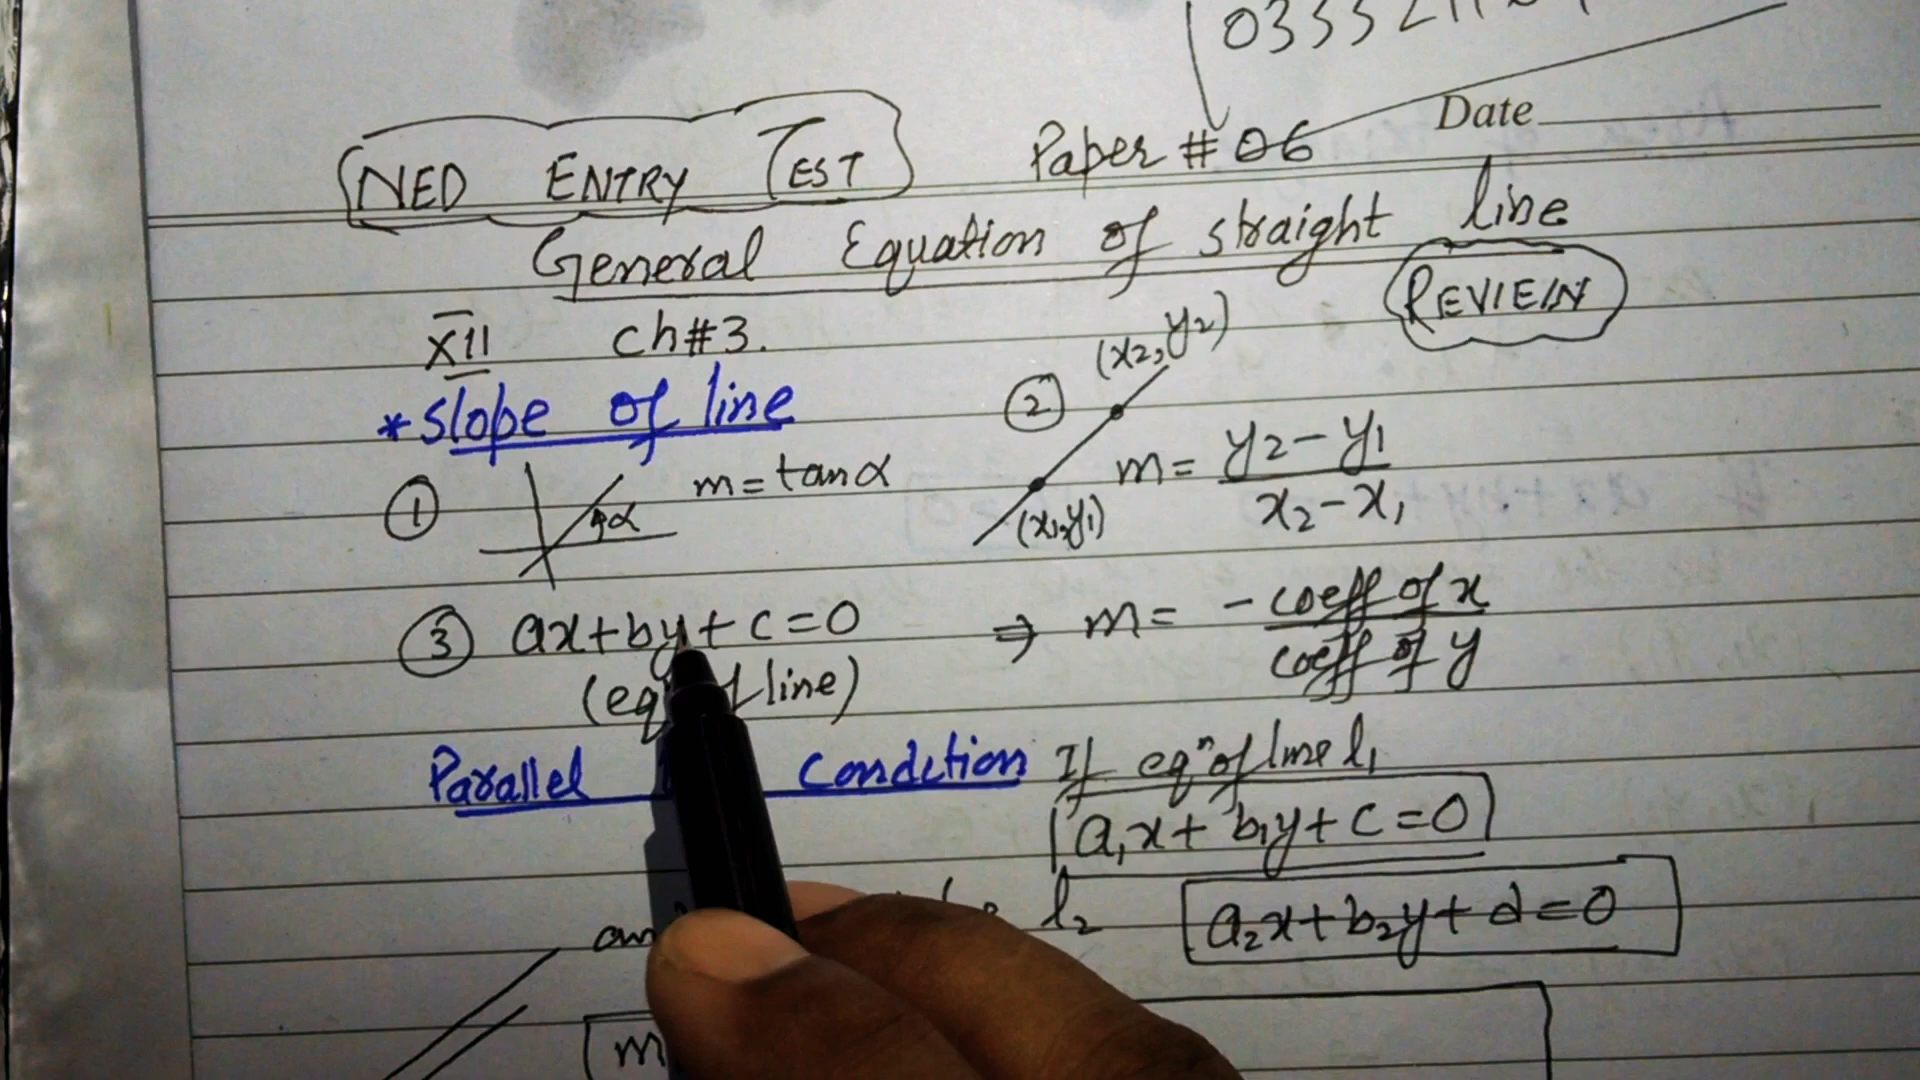 Date
NED ENTRY TEST Paper # 06
General Equation of straight line
REVIEW
XII ch#3.
*Slope of line
① α m = tanα
② (x2, y2) (x1, y1) m = y2 - y1 / x2 - x1
③ ax + by + c = 0 ⇒ m = - coeff of x / coeff of y
(eq line)
Parallel Condition If eqn of line l1
a1x + b1y + c = 0
l2 a2x + b2y + d = 0
m